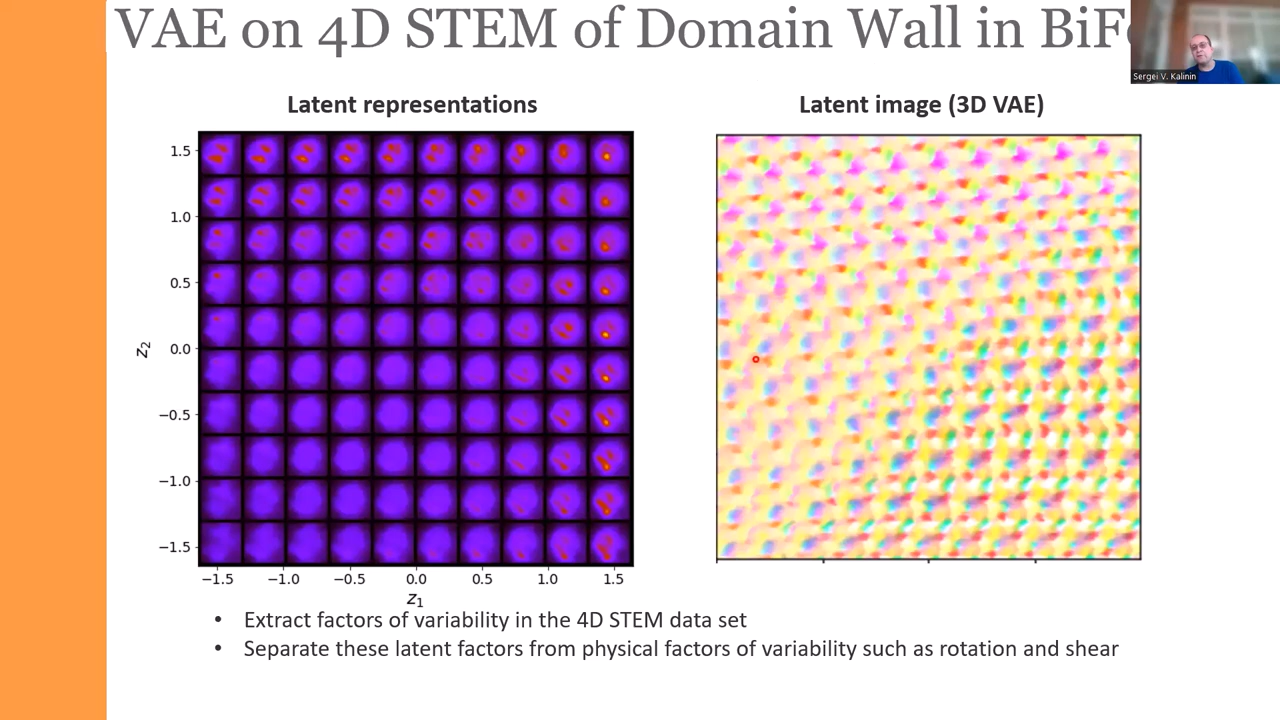 VAE on 4D STEM of Domain Wall in BiF
Sergei V. Kalinin
Latent representations
Latent image (3D VAE)
1.5
1.0
0.5
0.0
−0.5
−1.0
−1.5
z2
−1.5 −1.0 −0.5 0.0 0.5 1.0 1.5
z1
• Extract factors of variability in the 4D STEM data set
• Separate these latent factors from physical factors of variability such as rotation and shear